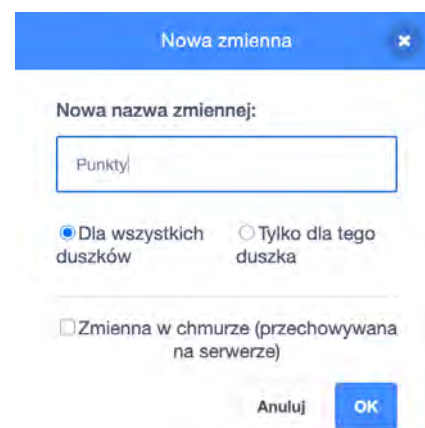 Nowa zmienna
Nowa nazwa zmiennej:
Punkty
Dla wszystkich duszków
Tylko dla tego duszka
Zmienna w chmurze (przechowywana
na serwerze)
Anuluj OK